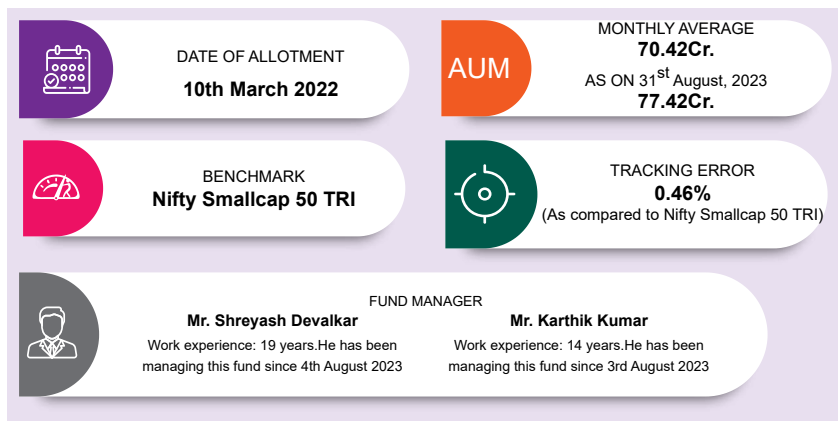 DATE OF ALLOTMENT
10th March 2022
AUM
MONTHLY AVERAGE
70.42Cr.
AS ON 31st August, 2023
77.42Cr.
BENCHMARK
Nifty Smallcap 50 TRI
TRACKING ERROR
0.46%
(As compared to Nifty Smallcap 50 TRI)
FUND MANAGER
Mr. Shreyash Devalkar
Work experience: 19 years.He has been
managing this fund since 4th August 2023
Mr. Karthik Kumar
Work experience: 14 years.He has been
managing this fund since 3rd August 2023